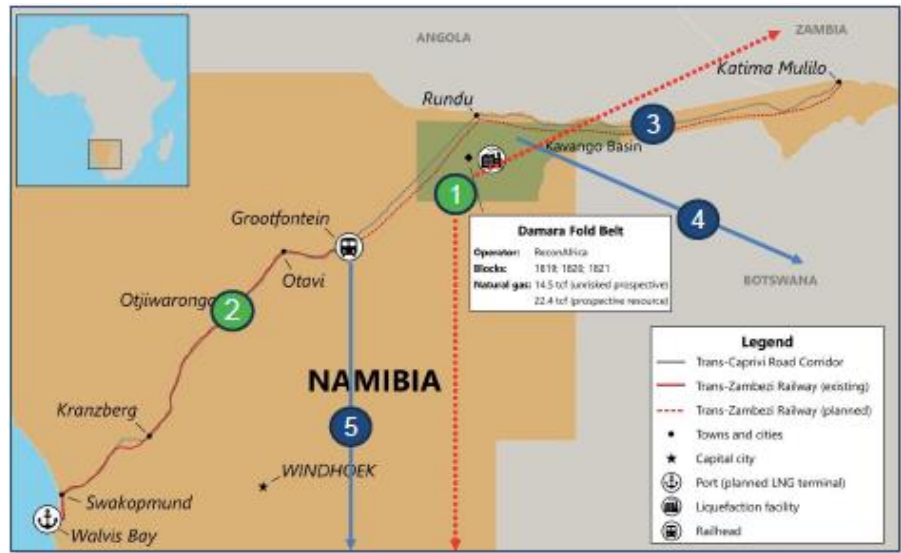 ANGOLA
ZAMBIA
Katima Mulilo
Rundu
3
Kavango Basin
1
Grootfontein
4
Damara Fold Belt
Operator: ReconAfrica
Blocks: 1819; 1820; 1821
Natural gas: 14.5 tcf (unrisked prospective)
22.4 tcf (prospective resource)
Otavi
BOTSWANA
Otjiwarongo
2
NAMIBIA
Kranzberg
5
WINDHOEK
Swakopmund
Walvis Bay
Legend
Trans-Caprivi Road Corridor
Trans-Zambezi Railway (existing)
Trans-Zambezi Railway (planned)
Towns and cities
Capital city
Port (planned LNG terminal)
Liquefaction facility
Railhead